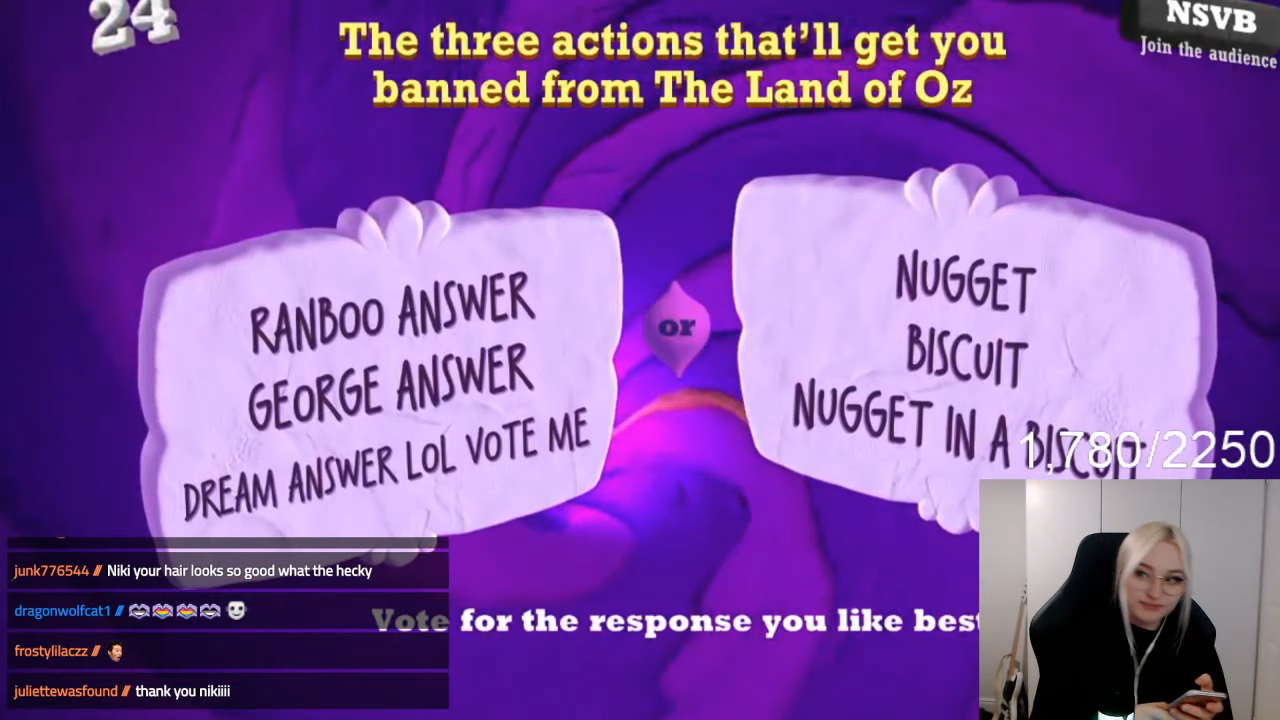 24
The three actions that'll get you
banned from The Land of Oz
NSVB
Join the audience
RANBOO ANSWER
GEORGE ANSWER
DREAM ANSWER LOL VOTE ME
or
NUGGET
BISCUIT
NUGGET IN A BISCUIT
1,780/2250
junk776544 // Niki your hair looks so good what the hecky
dragonwolfcat1 //
frostylilaczz //
juliettewasfound // thank you nikiiii
Vote for the response you like best